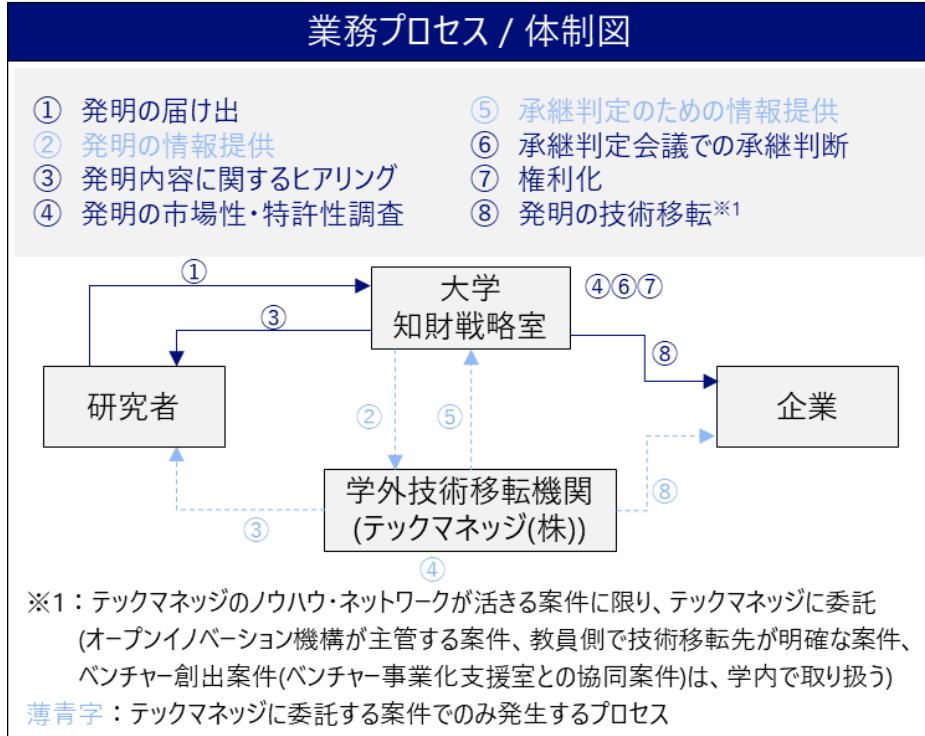 業務プロセス / 体制図
① 発明の届け出
② 発明の情報提供
③ 発明内容に関するヒアリング
④ 発明の市場性・特許性調査
⑤ 承継判定のための情報提供
⑥ 承継判定会議での承継判断
⑦ 権利化
⑧ 発明の技術移転※1
①
大学
知財戦略室
④⑥⑦
③
⑧
研究者
企業
②
⑤
学外技術移転機関
(テックマネッジ(株))
③
⑧
④
※1：テックマネッジのノウハウ・ネットワークが活きる案件に限り、テックマネッジに委託
(オープンイノベーション機構が主管する案件、教員側で技術移転先が明確な案件、
ベンチャー創出案件(ベンチャー事業化支援室との協同案件)は、学内で取り扱う)
薄青字：テックマネッジに委託する案件でのみ発生するプロセス